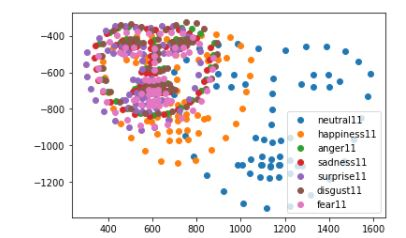 −400
−600
−800
−1000
−1200
neutral11
happiness11
anger11
sadness11
surprise11
disgust11
fear11
400 600 800 1000 1200 1400 1600